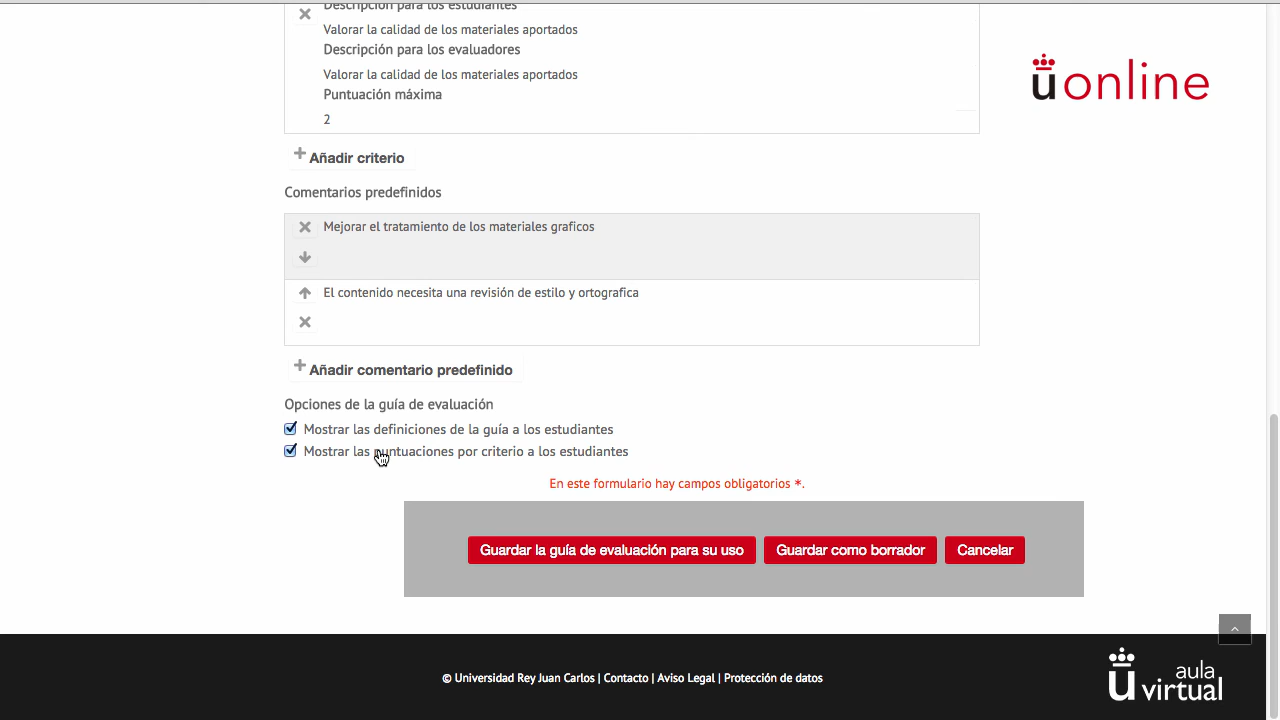 Descripción para los estudiantes
Valorar la calidad de los materiales aportados
Descripción para los evaluadores
Valorar la calidad de los materiales aportados
Puntuación máxima
2
uonline
Añadir criterio
Comentarios predefinidos
Mejorar el tratamiento de los materiales graficos
El contenido necesita una revisión de estilo y ortografica
Añadir comentario predefinido
Opciones de la guía de evaluación
Mostrar las definiciones de la guía a los estudiantes
Mostrar las puntuaciones por criterio a los estudiantes
En este formulario hay campos obligatorios *.
Guardar la guía de evaluación para su uso
Guardar como borrador
Cancelar
© Universidad Rey Juan Carlos | Contacto | Aviso Legal | Protección de datos
u aula
virtual